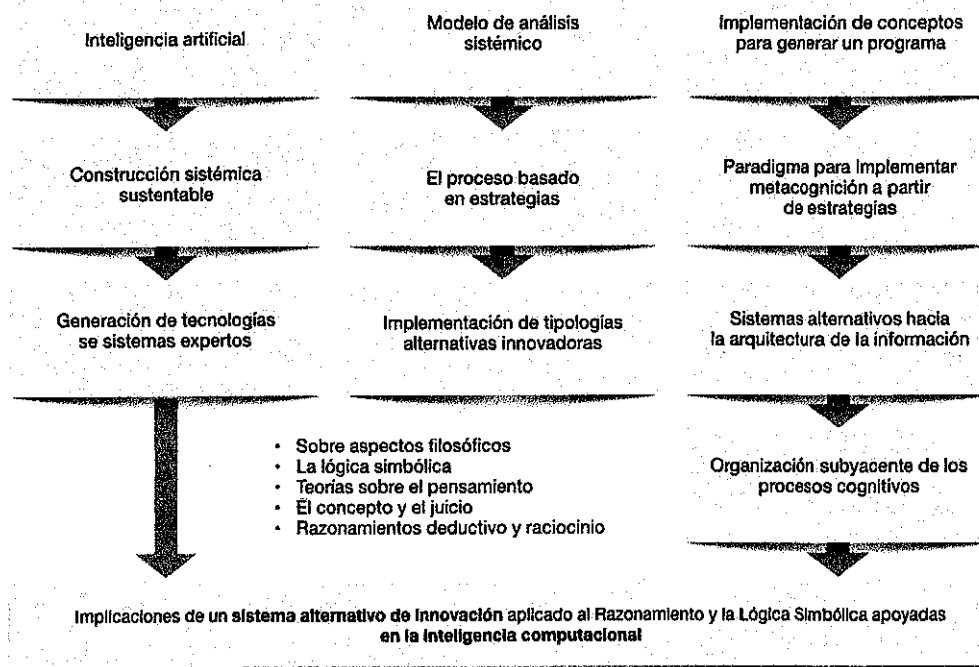 Inteligencia artificial
Modelo de análisis
sistémico
Implementación de conceptos
para generar un programa
Construcción sistémica
sustentable
El proceso basado
en estrategias
Paradigma para implementar
metacognición a partir
de estrategias
Generación de tecnologías
se sistemas expertos
Implementación de tipologías
alternativas innovadoras
Sistemas alternativos hacia
la arquitectura de la información
• Sobre aspectos filosóficos
• La lógica simbólica
• Teorías sobre el pensamiento
• El concepto y el juicio
• Razonamientos deductivo y raciocinio
Organización subyacente de los
procesos cognitivos
Implicaciones de un sistema alternativo de innovación aplicado al Razonamiento y la Lógica Simbólica apoyadas
en la inteligencia computacional